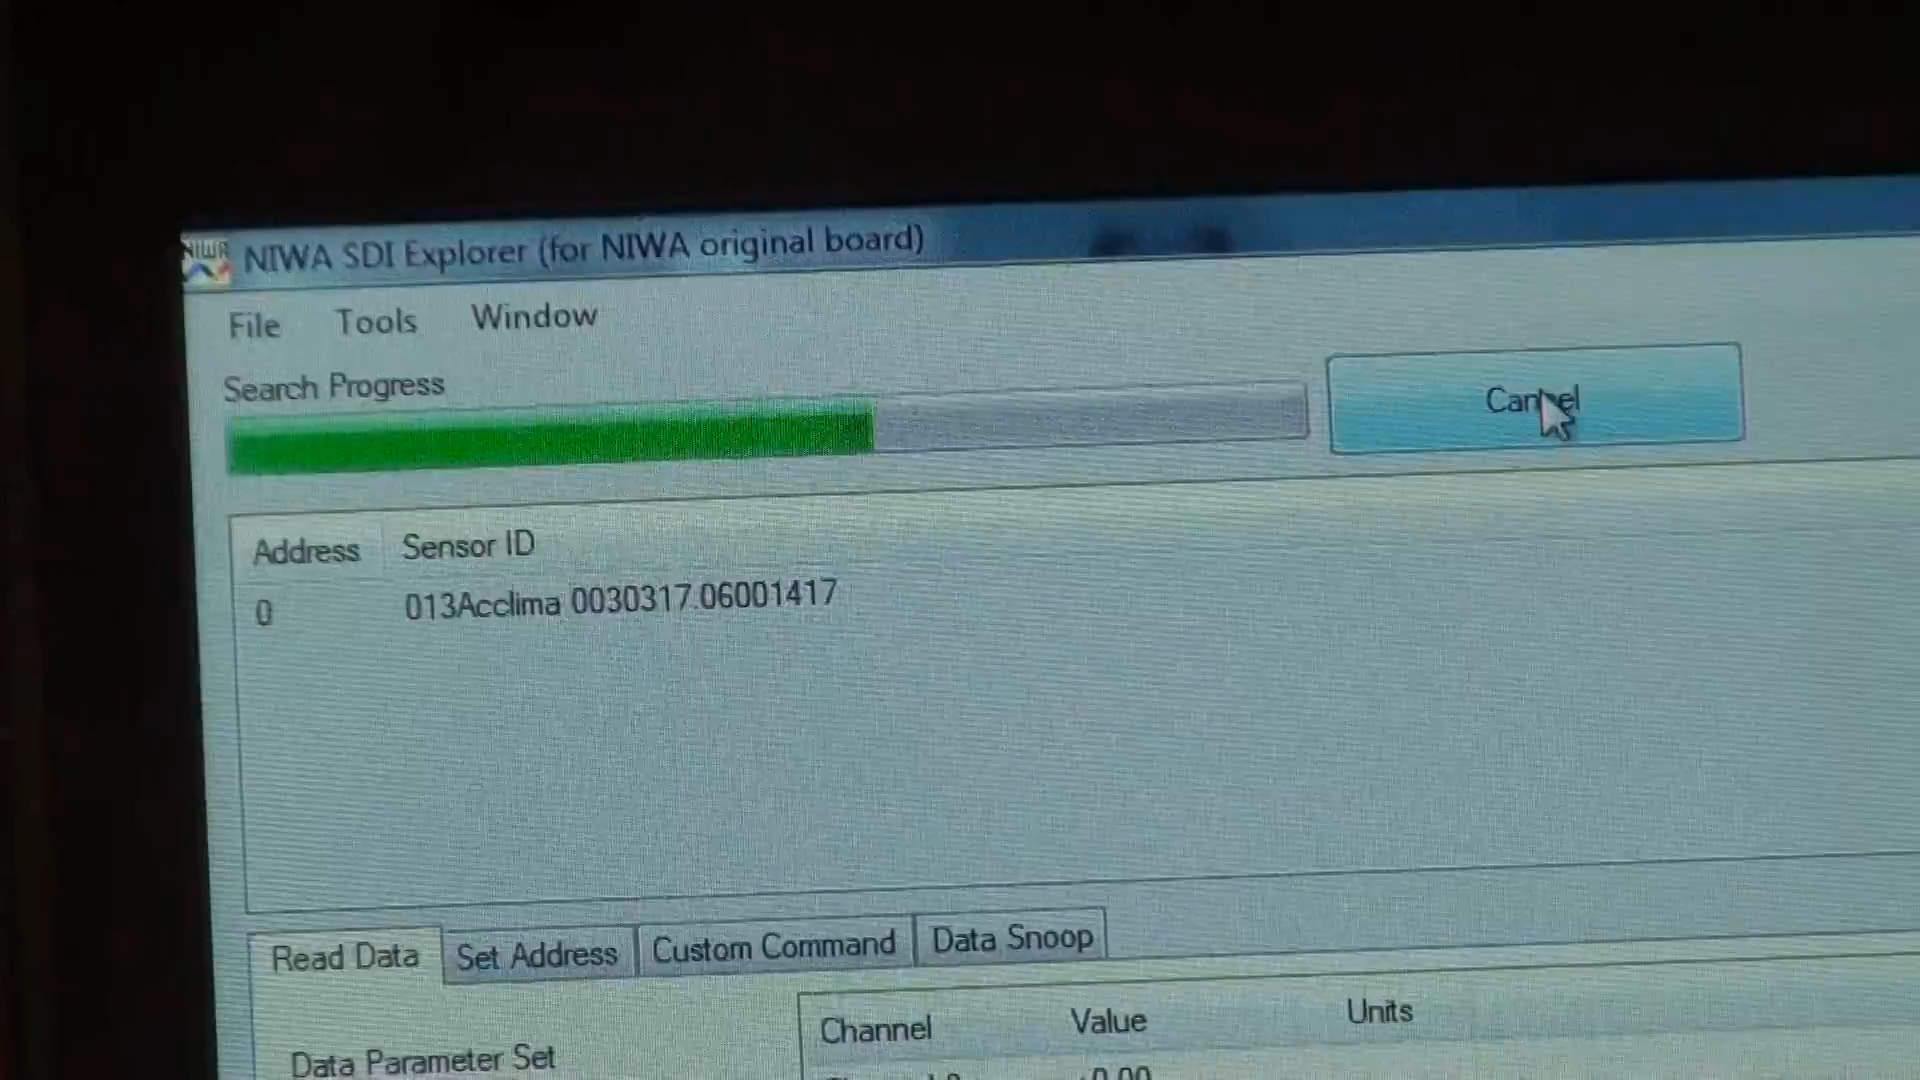 NIWA
NIWA SDI Explorer (for NIWA original board)
File Tools Window
Search Progress
Cancel
Address Sensor ID
0 013Acclima 0030317.06001417
Read Data Set Address Custom Command Data Snoop
Channel Value Units
Data Parameter Set